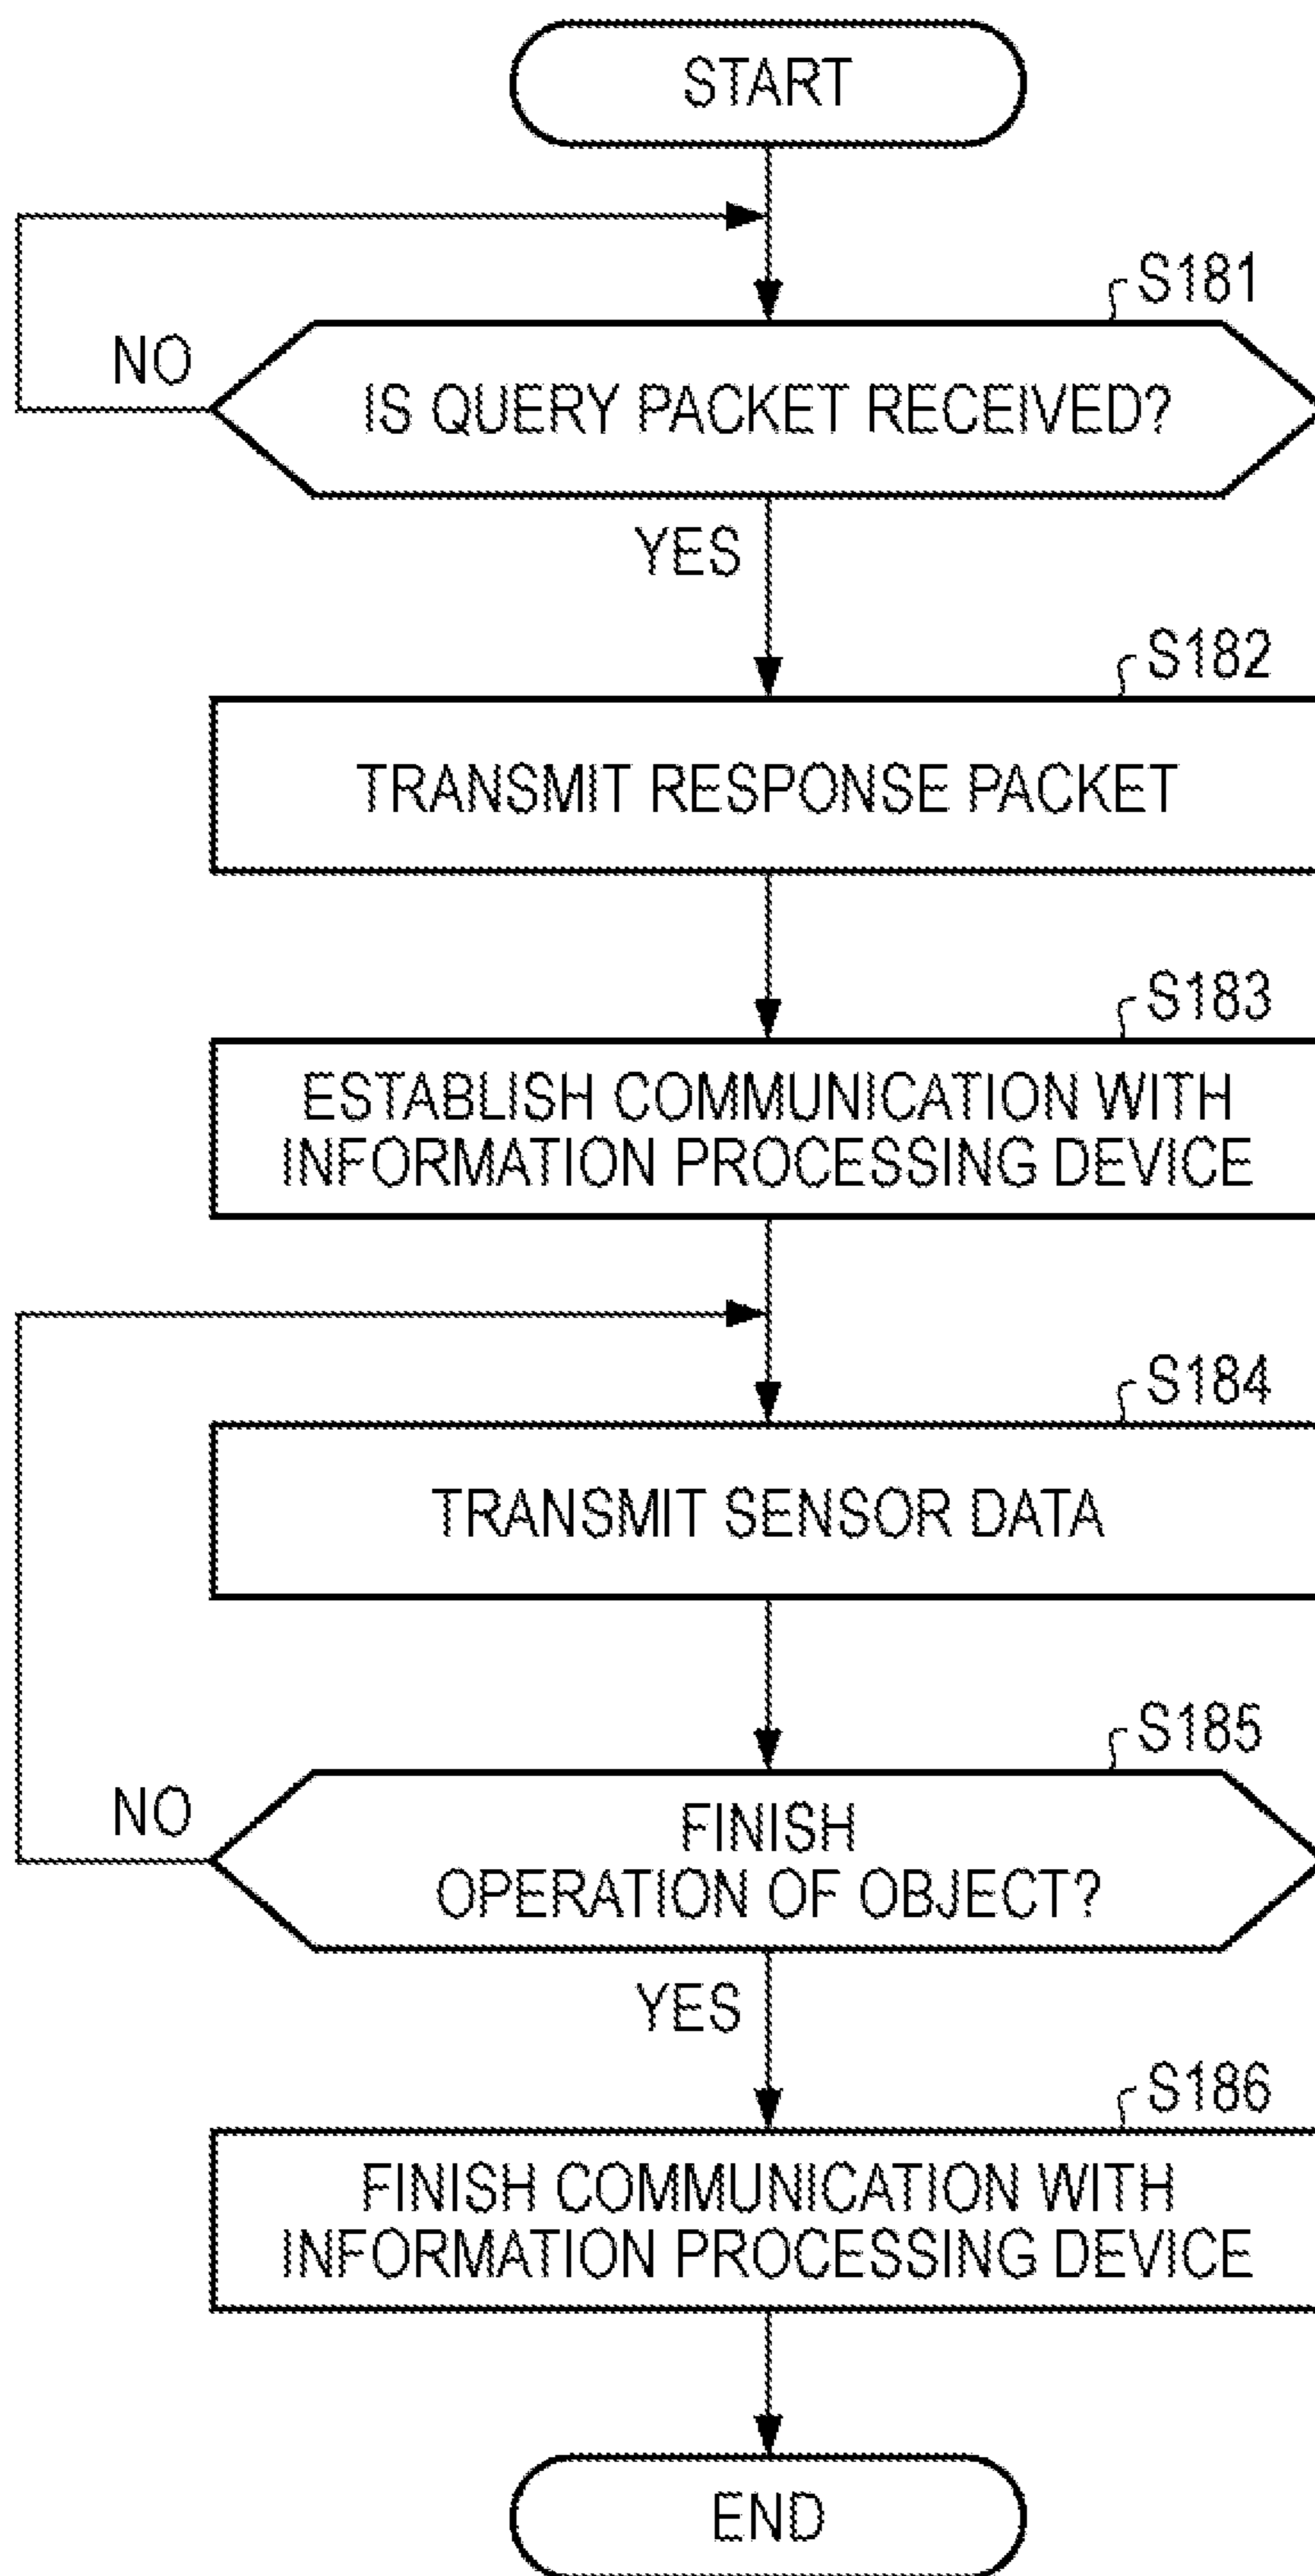 START
S181
NO
IS QUERY PACKET RECEIVED?
YES
S182
TRANSMIT RESPONSE PACKET
S183
ESTABLISH COMMUNICATION WITH
INFORMATION PROCESSING DEVICE
S184
TRANSMIT SENSOR DATA
S185
NO
FINISH
OPERATION OF OBJECT?
YES
S186
FINISH COMMUNICATION WITH
INFORMATION PROCESSING DEVICE
END